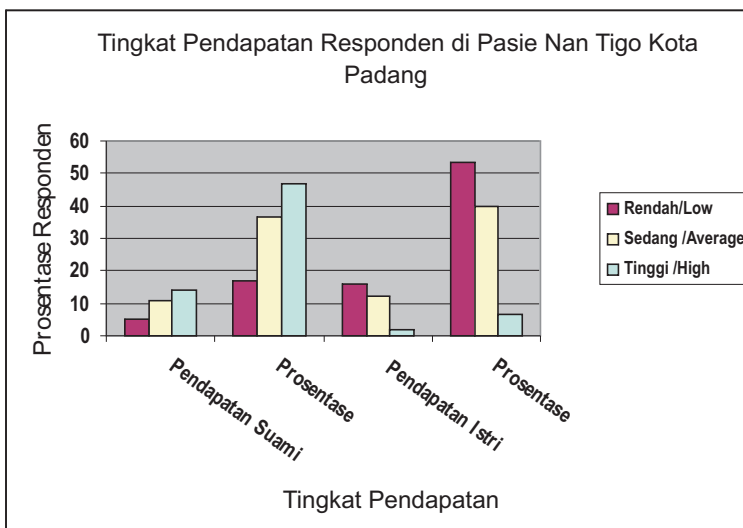 Tingkat Pendapatan Responden di Pasie Nan Tigo Kota
Padang
Prosentase Responden
60
50
40
30
20
10
0
Pendapatan Suami
Prosentase
Pendapatan Istri
Prosentase
Tingkat Pendapatan
Rendah/Low
Sedang /Average
Tinggi /High